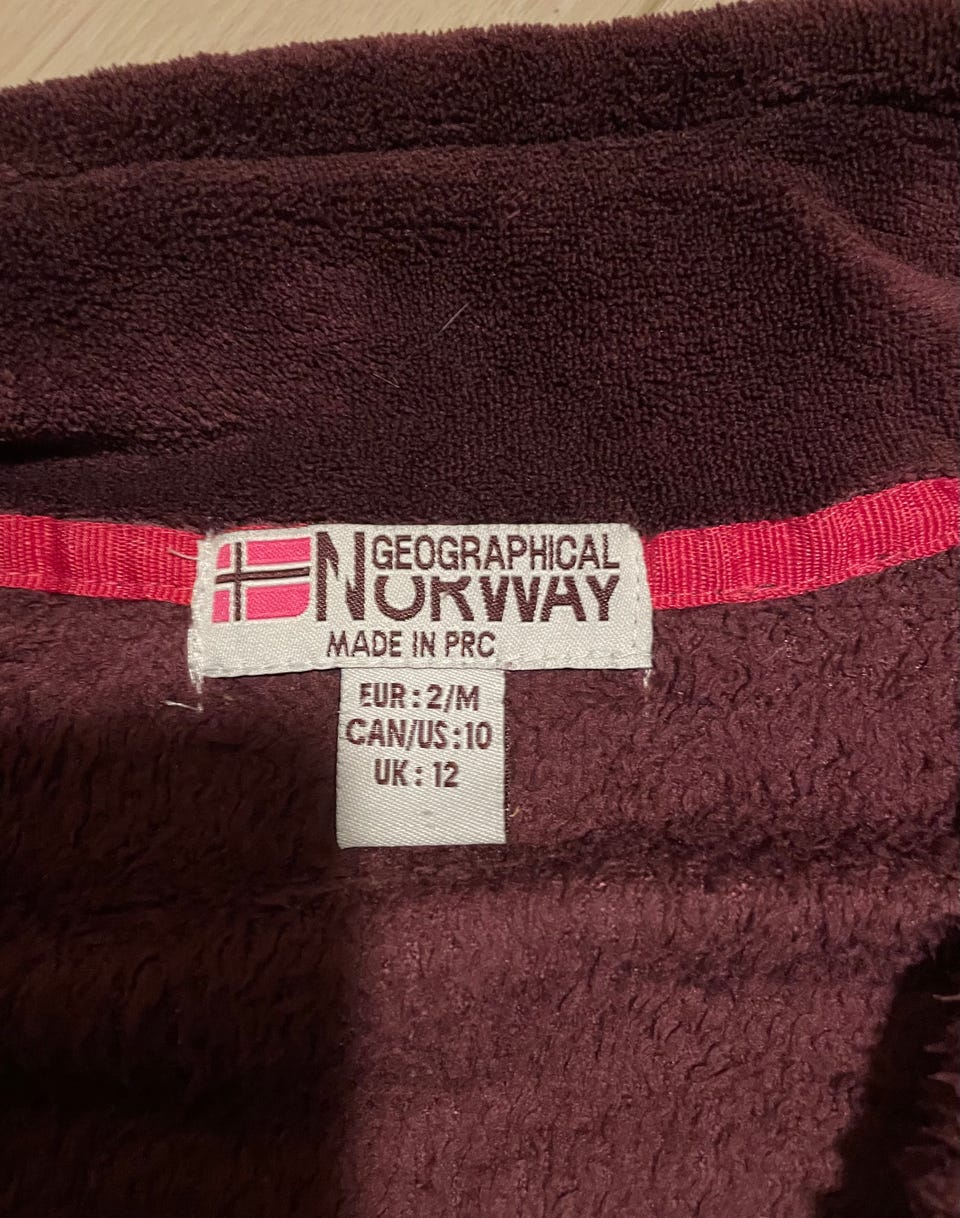 GEOGRAPHICAL
NORWAY
MADE IN PRC
EUR : 2/M
CAN/US :10
UK : 12